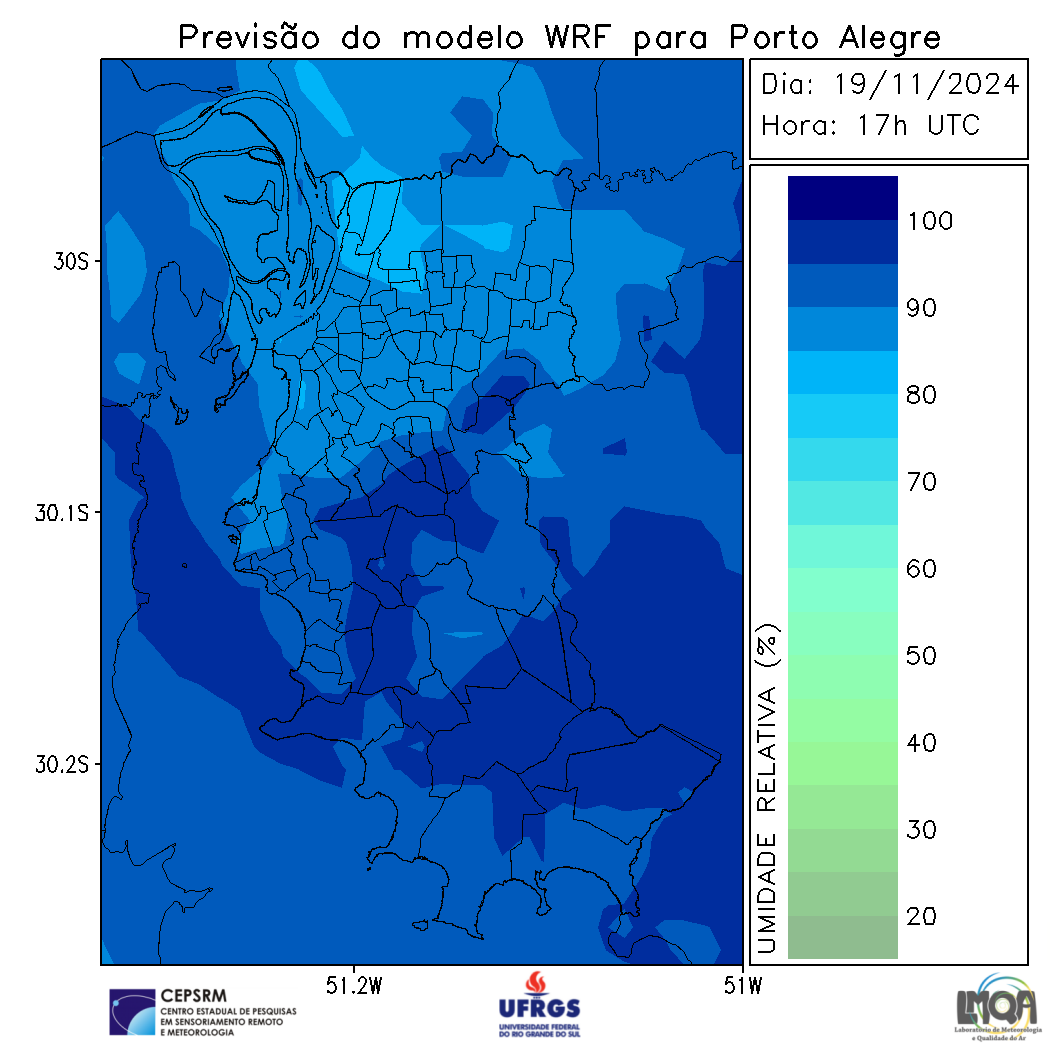 Previsão do modelo WRF para Porto Alegre
Dia: 19/11/2024
Hora: 17h UTC
30S
30.1S
30.2S
51.2W
51W
100
90
80
70
60
50
40
30
20
UMIDADE RELATIVA (%)
CEPSRM
CENTRO ESTADUAL DE PESQUISAS
EM SENSORIAMENTO REMOTO
E METEOROLOGIA
UFRGS
UNIVERSIDADE FEDERAL
DO RIO GRANDE DO SUL
LMQA
Laboratório de Meteorologia
e Qualidade do Ar